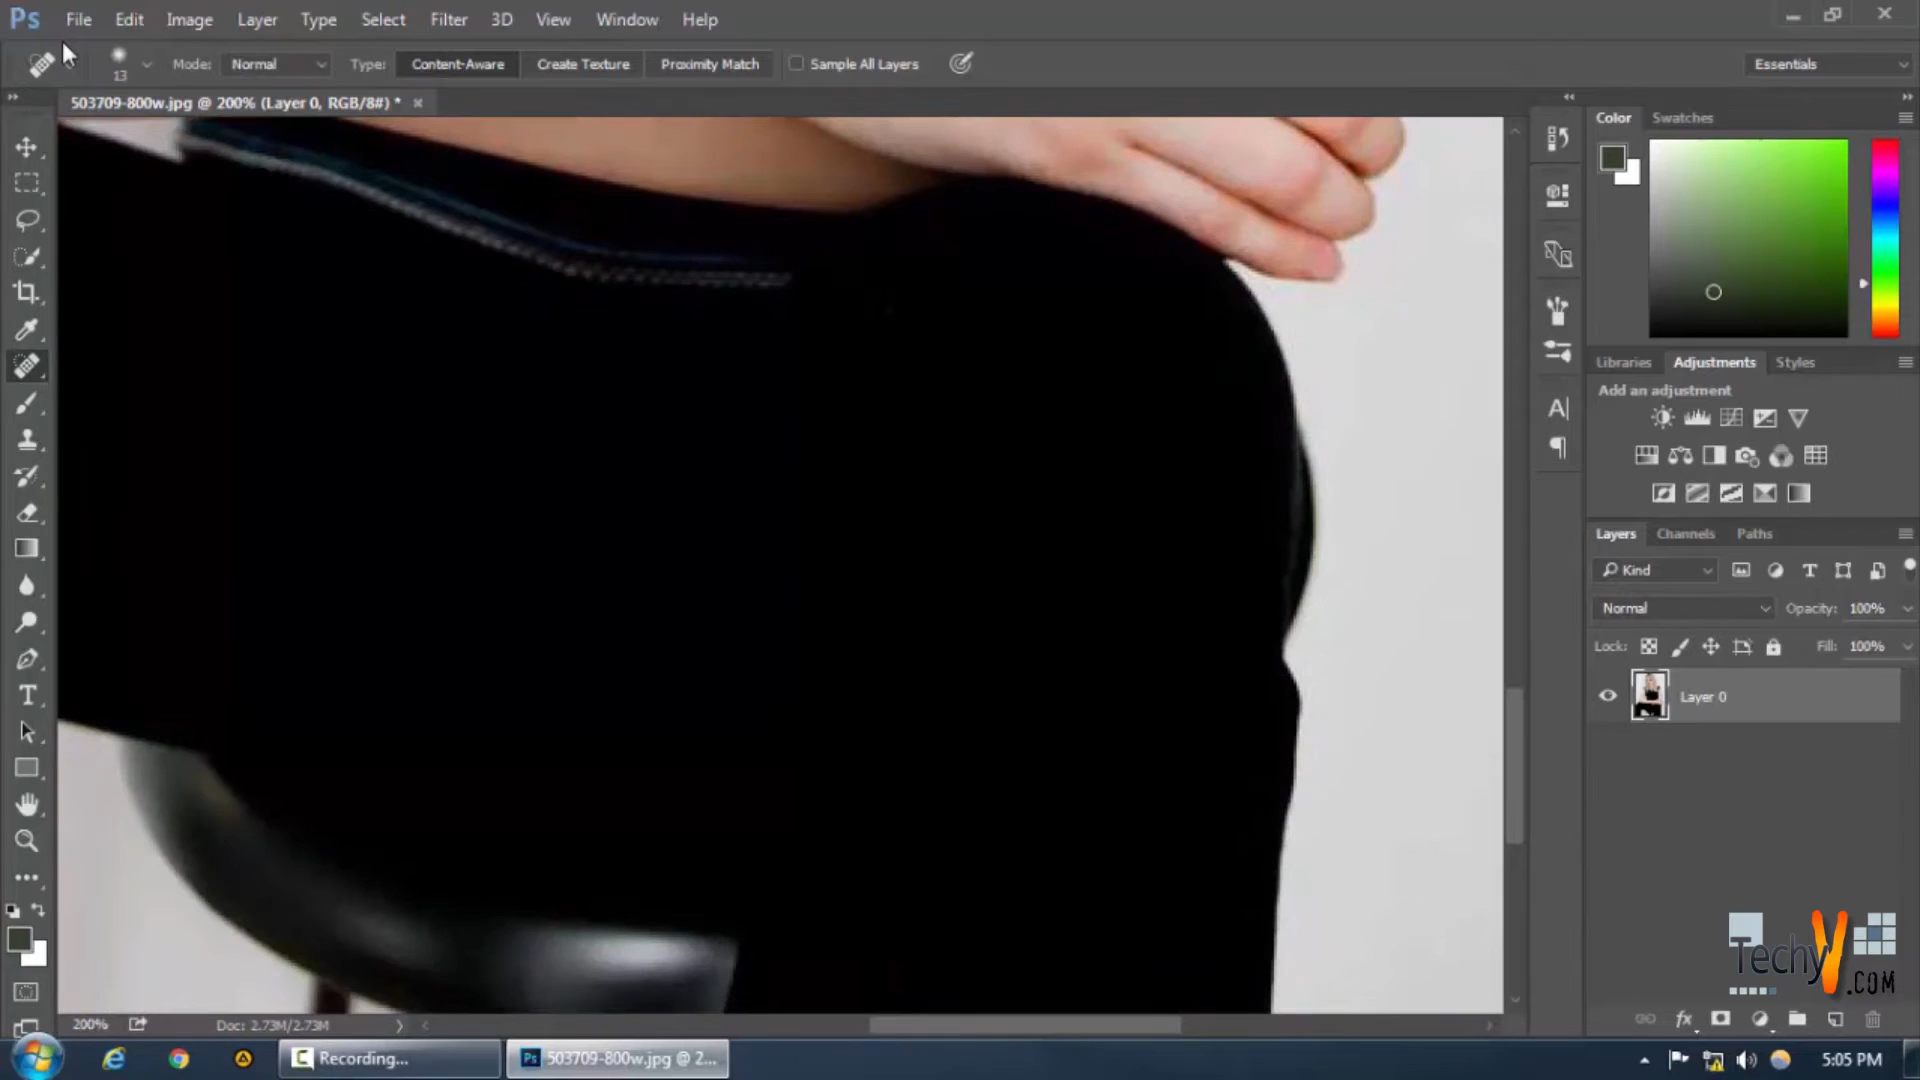 Ps File Edit Image Layer Type Select Filter 3D View Window Help
13 Mode: Normal Type: Content-Aware Create Texture Proximity Match Sample All Layers Essentials
503709-800w.jpg @ 200% (Layer 0, RGB/8#) *
Color Swatches
Libraries Adjustments Styles
Add an adjustment
Layers Channels Paths
Kind
Normal Opacity: 100%
Lock: Fill: 100%
Layer 0
TechyV
.COM
200% Doc: 2.73M/2.73M
Recording... Ps 503709-800w.jpg @ 2... 5:05 PM